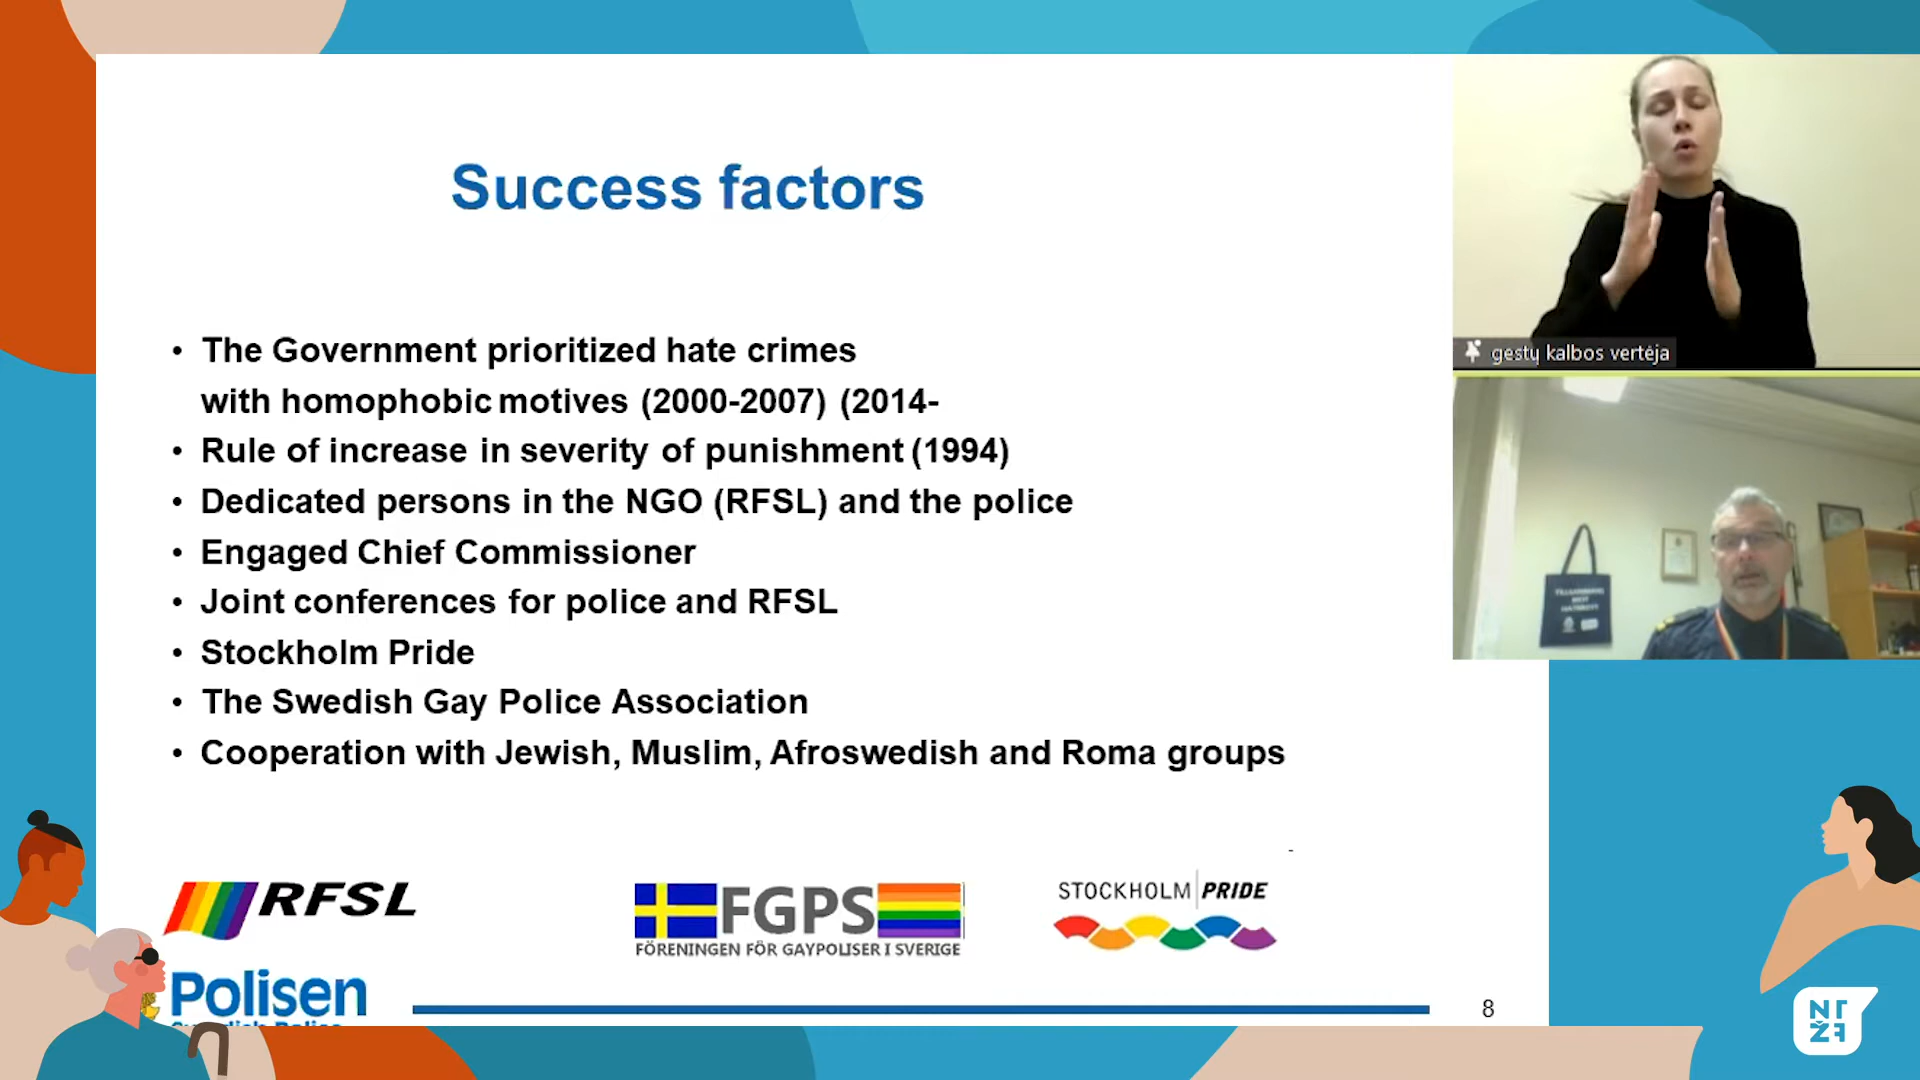 Success factors
• The Government prioritized hate crimes
with homophobic motives (2000-2007) (2014-
• Rule of increase in severity of punishment (1994)
• Dedicated persons in the NGO (RFSL) and the police
• Engaged Chief Commissioner
• Joint conferences for police and RFSL
• Stockholm Pride
• The Swedish Gay Police Association
• Cooperation with Jewish, Muslim, Afroswedish and Roma groups
-
RFSL
FGPS
FÖRENINGEN FÖR GAYPOLISER I SVERIGE
STOCKHOLM PRIDE
Polisen
Swedish Police
8
gestų kalbos vertėja